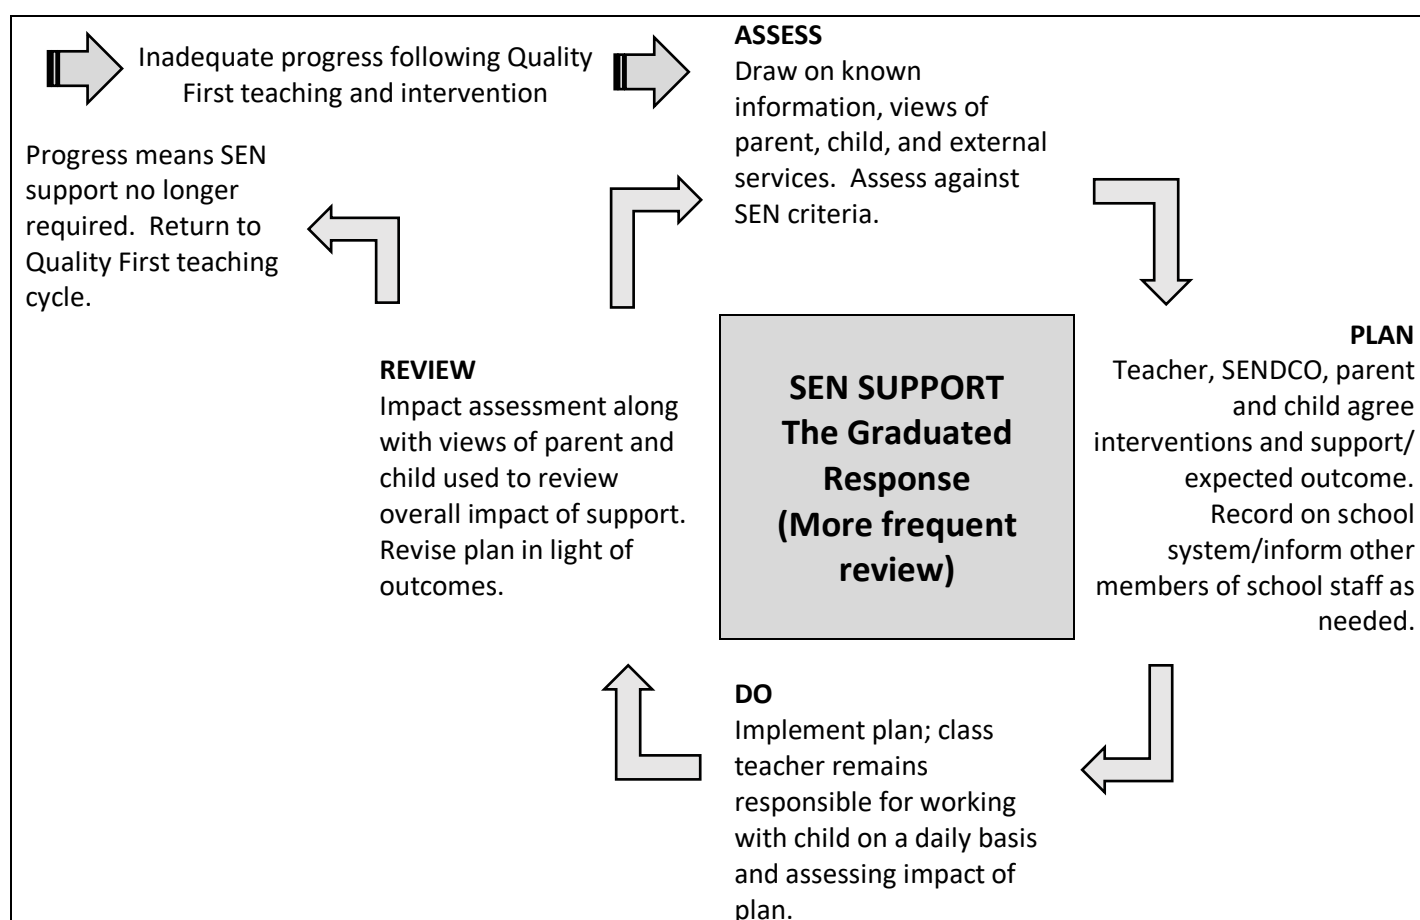 Inadequate progress following Quality
First teaching and intervention
ASSESS
Draw on known
information, views of
parent, child, and external
services.  Assess against
SEN criteria.
Progress means SEN
support no longer
required.  Return to
Quality First teaching
cycle.
PLAN
Teacher, SENDCO, parent
and child agree
interventions and support/
expected outcome.
Record on school
system/inform other
members of school staff as
needed.
SEN SUPPORT
The Graduated
Response
(More frequent
review)
REVIEW
Impact assessment along
with views of parent and
child used to review
overall impact of support.
Revise plan in light of
outcomes.
DO
Implement plan; class
teacher remains
responsible for working
with child on a daily basis
and assessing impact of
plan.